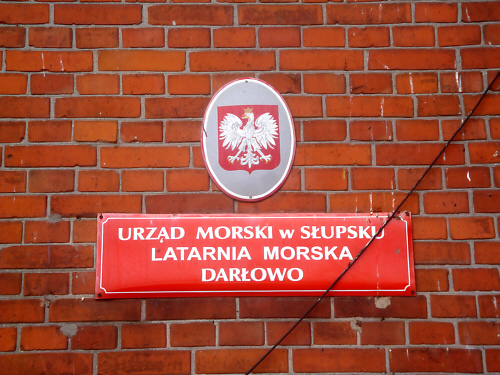 URZĄD MORSKI w SŁUPSKU
LATARNIA MORSKA
DARŁOWO